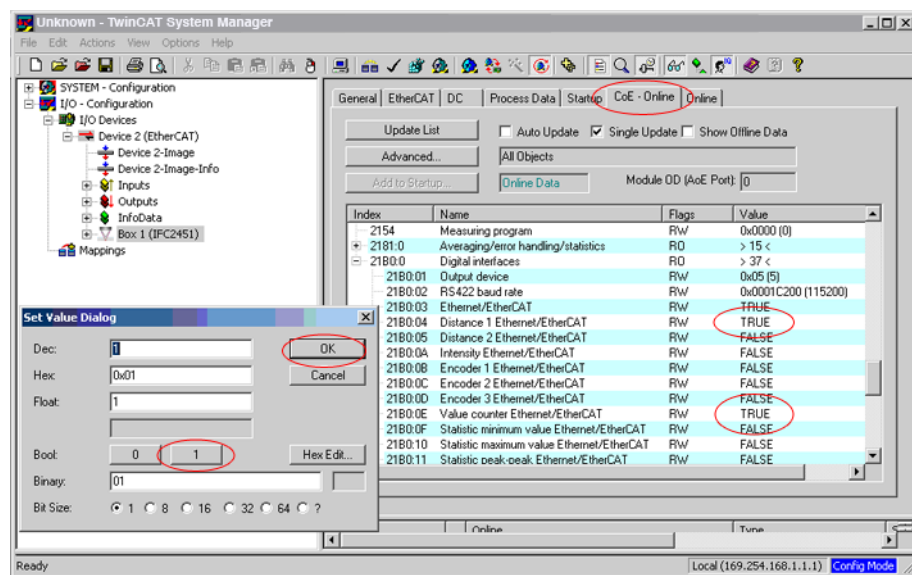 Unknown - TwinCAT System Manager
File Edit Actions View Options Help
SYSTEM - Configuration
I/O - Configuration
I/O Devices
Device 2 (EtherCAT)
Device 2-Image
Device 2-Image-Info
Inputs
Outputs
InfoData
Box 1 (IFC2451)
Mappings
General EtherCAT DC Process Data Startup CoE - Online Online
Update List Auto Update Single Update Show Offline Data
Advanced... All Objects
Add to Startup... Online Data Module OD (AoE Port): 0
Index Name Flags Value
2154 Measuring program RW 0x0000 (0)
2181:0 Averaging/error handling/statistics RO > 15 <
21B0:0 Digital interfaces RO > 37 <
21B0:01 Output device RW 0x05 (5)
21B0:02 RS422 baud rate RW 0x0001C200 (115200)
21B0:03 Ethernet/EtherCAT RW TRUE
21B0:04 Distance 1 Ethernet/EtherCAT RW TRUE
21B0:05 Distance 2 Ethernet/EtherCAT RW FALSE
21B0:0A Intensity Ethernet/EtherCAT RW FALSE
21B0:0B Encoder 1 Ethernet/EtherCAT RW FALSE
21B0:0C Encoder 2 Ethernet/EtherCAT RW FALSE
21B0:0D Encoder 3 Ethernet/EtherCAT RW FALSE
21B0:0E Value counter Ethernet/EtherCAT RW TRUE
21B0:0F Statistic minimum value Ethernet/EtherCAT RW FALSE
21B0:10 Statistic maximum value Ethernet/EtherCAT RW FALSE
21B0:11 Statistic peak-peak Ethernet/EtherCAT RW FALSE
Set Value Dialog
Dec: 1 OK
Hex: 0x01 Cancel
Float: 1
Bool: 0 1 Hex Edit...
Binary: 01
Bit Size: 1 8 16 32 64 ?
Online Type
Ready Local (169.254.168.1.1.1) Config Mode